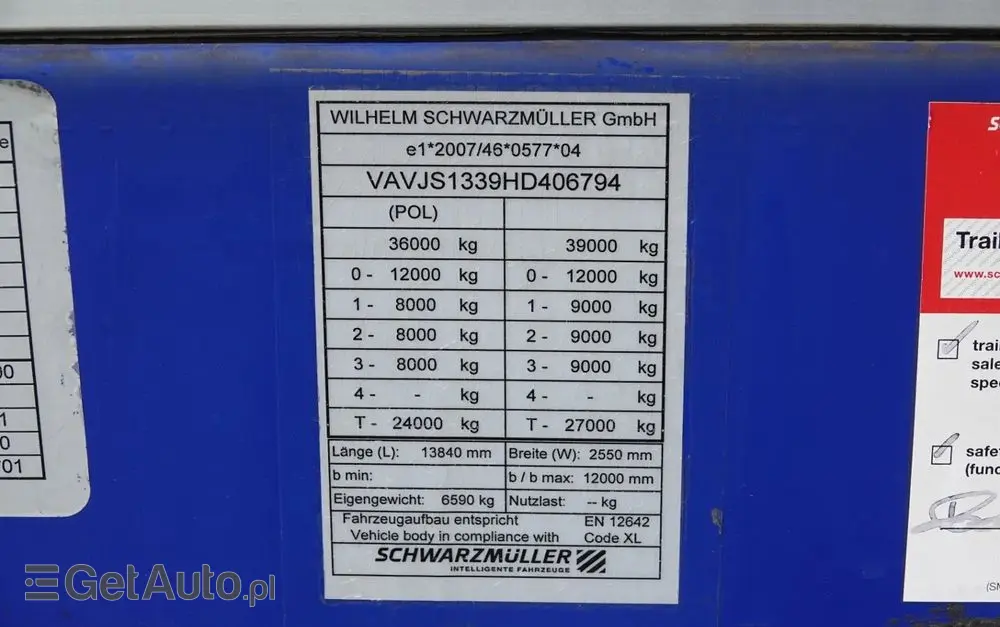 WILHELM SCHWARZMÜLLER GmbH
e1*2007/46*0577*04
VAVJS1339HD406794
(POL)
36000 kg 39000 kg
0 - 12000 kg 0 - 12000 kg
1 - 8000 kg 1 - 9000 kg
2 - 8000 kg 2 - 9000 kg
3 - 8000 kg 3 - 9000 kg
4 - - kg 4 - - kg
T - 24000 kg T - 27000 kg
Länge (L): 13840 mm Breite (W): 2550 mm
b min: b / b max: 12000 mm
Eigengewicht: 6590 kg Nutzlast: -- kg
Fahrzeugaufbau entspricht EN 12642
Vehicle body in compliance with Code XL
SCHWARZMÜLLER
INTELLIGENTE FAHRZEUGE
Trail
www.sc
trai
sale
spe
safe
(fun
GetAuto.pl